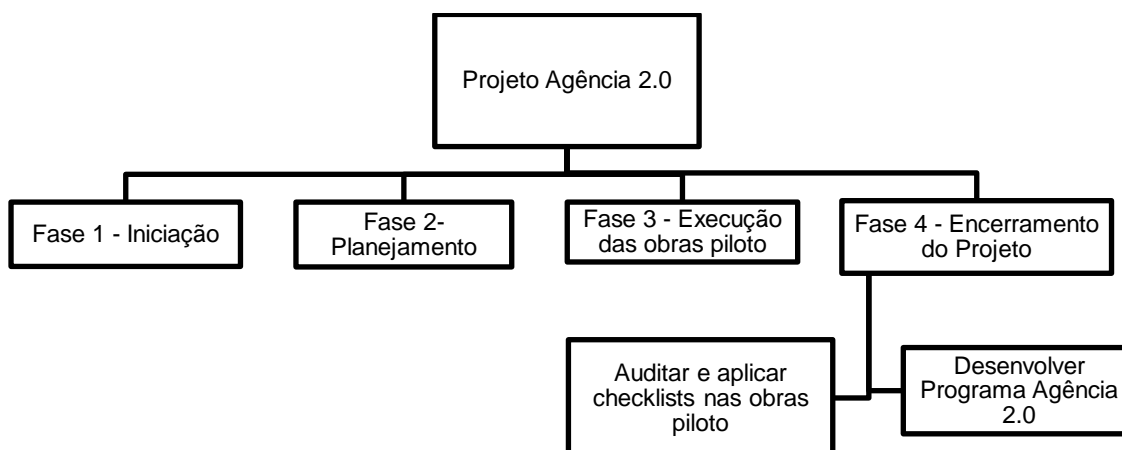 Projeto Agência 2.0
Fase 1 - Iniciação
Fase 2-
Planejamento
Fase 3 - Execução
das obras piloto
Fase 4 - Encerramento
do Projeto
Auditar e aplicar
checklists nas obras
piloto
Desenvolver
Programa Agência
2.0